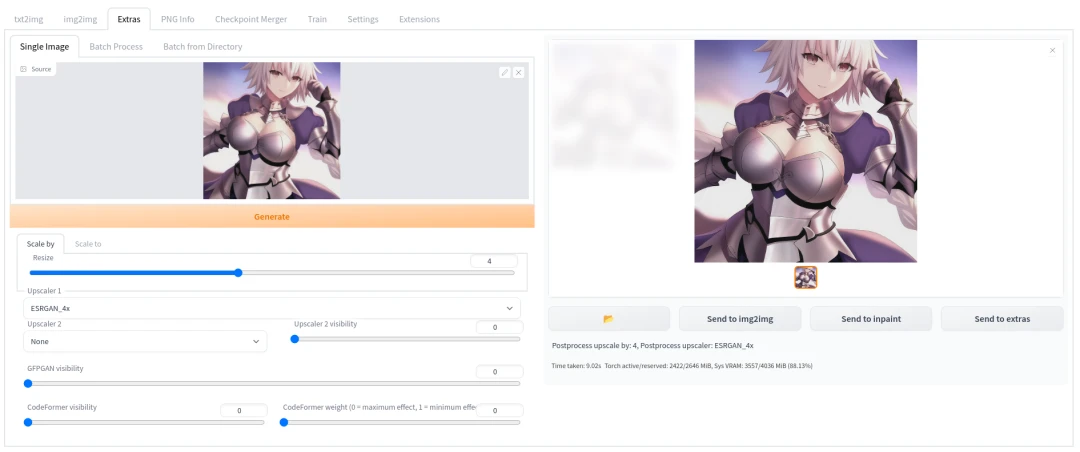 txt2img img2img Extras PNG Info Checkpoint Merger Train Settings Extensions
Single Image Batch Process Batch from Directory
Source
Generate
Scale by Scale to
Resize
4
Upscaler 1
ESRGAN_4x
Upscaler 2
None
Upscaler 2 visibility
0
GFPGAN visibility
0
CodeFormer visibility
0
CodeFormer weight (0 = maximum effect, 1 = minimum effe
0
Send to img2img Send to inpaint Send to extras
Postprocess upscale by: 4, Postprocess upscaler: ESRGAN_4x
Time taken: 9.02s Torch active/reserved: 2422/2646 MiB, Sys VRAM: 3557/4036 MiB (88.13%)